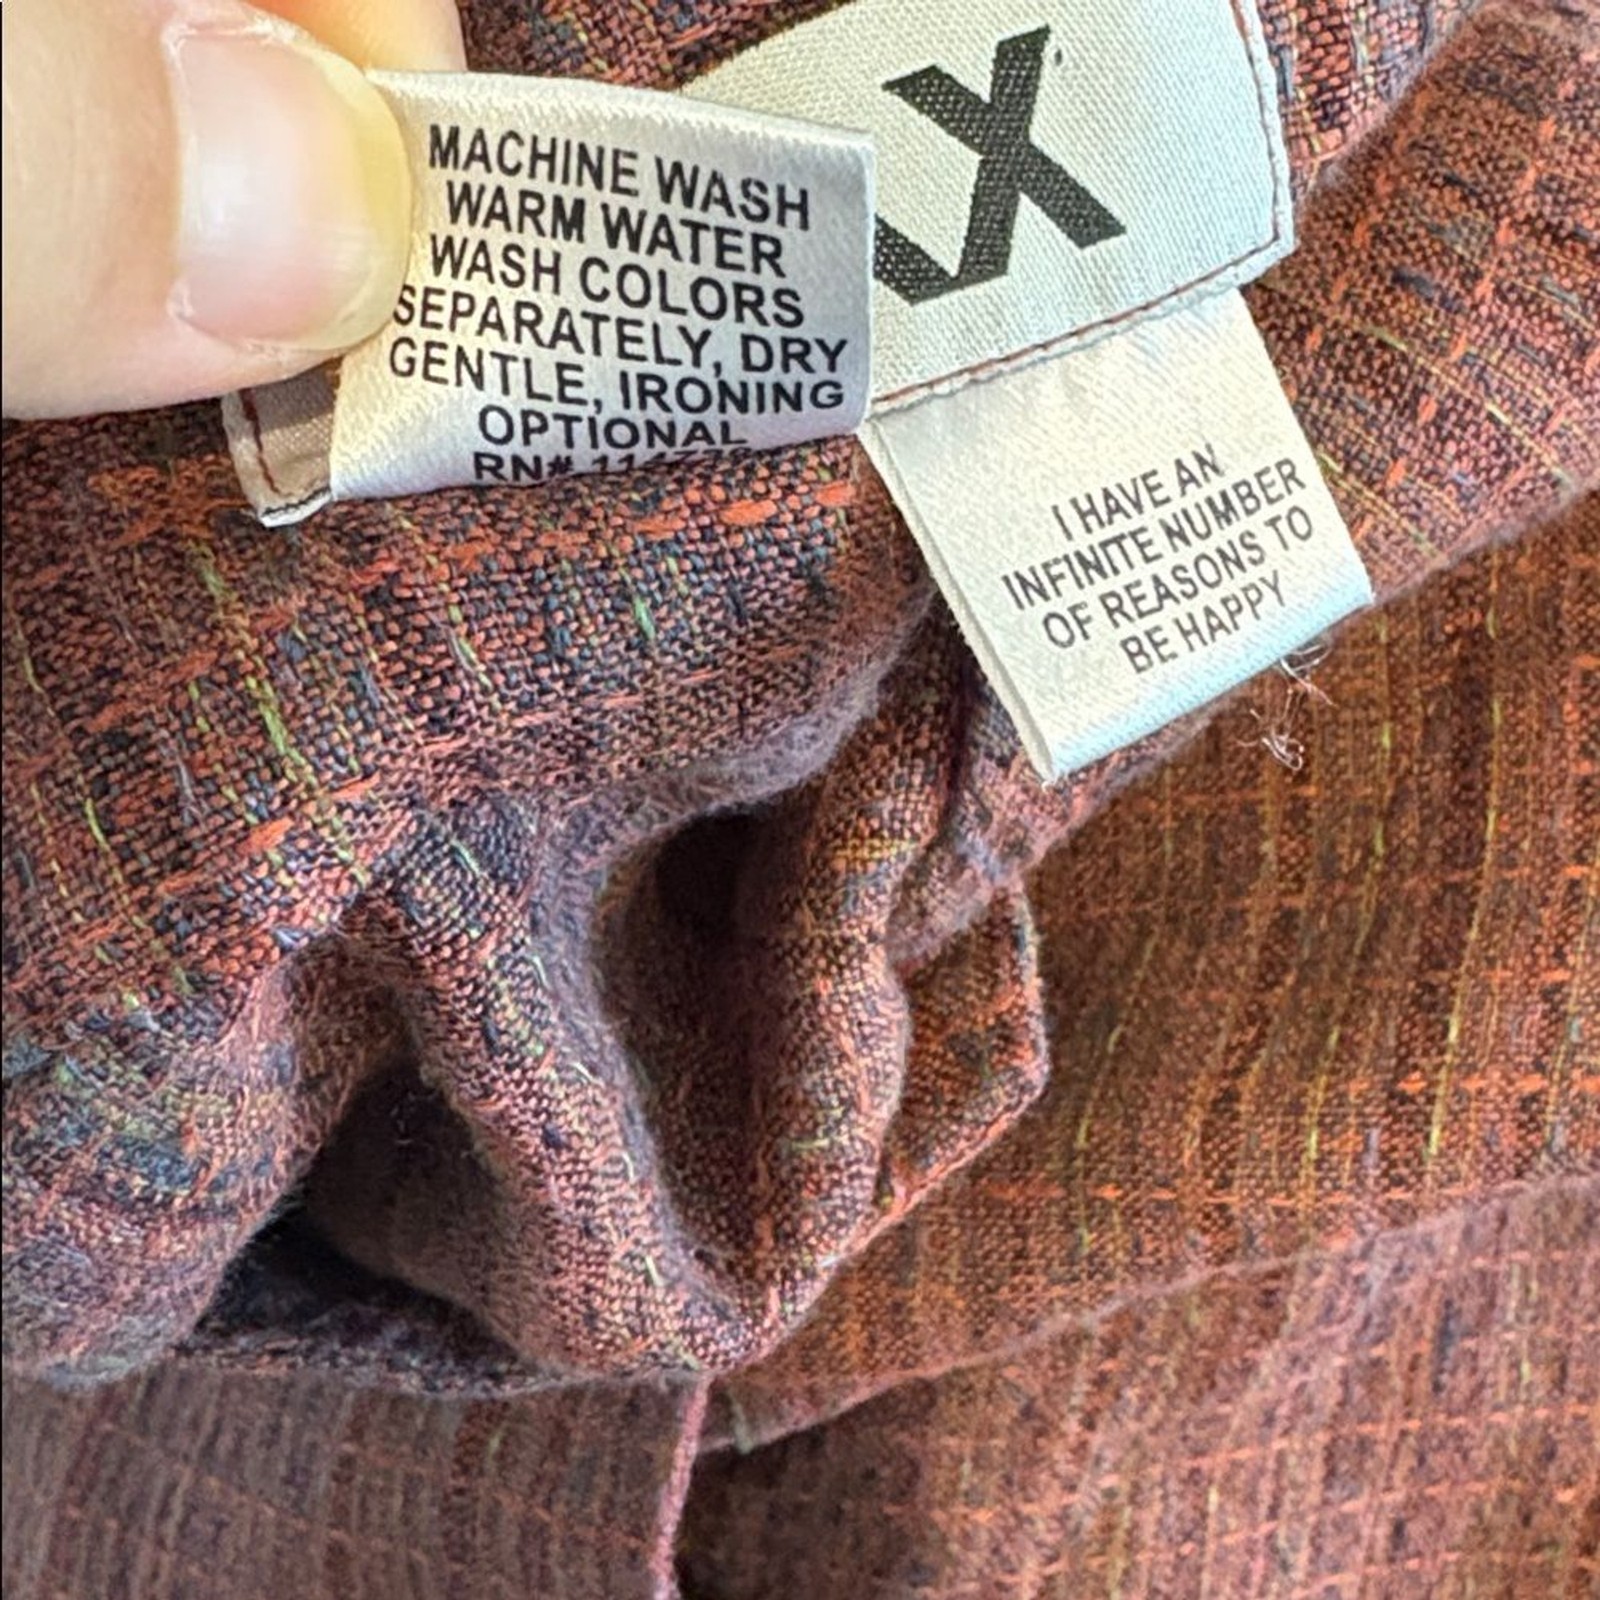 MACHINE WASH
WARM WATER
WASH COLORS
SEPARATELY, DRY
GENTLE, IRONING
OPTIONAL
RN#
X
I HAVE AN
INFINITE NUMBER
OF REASONS TO
BE HAPPY